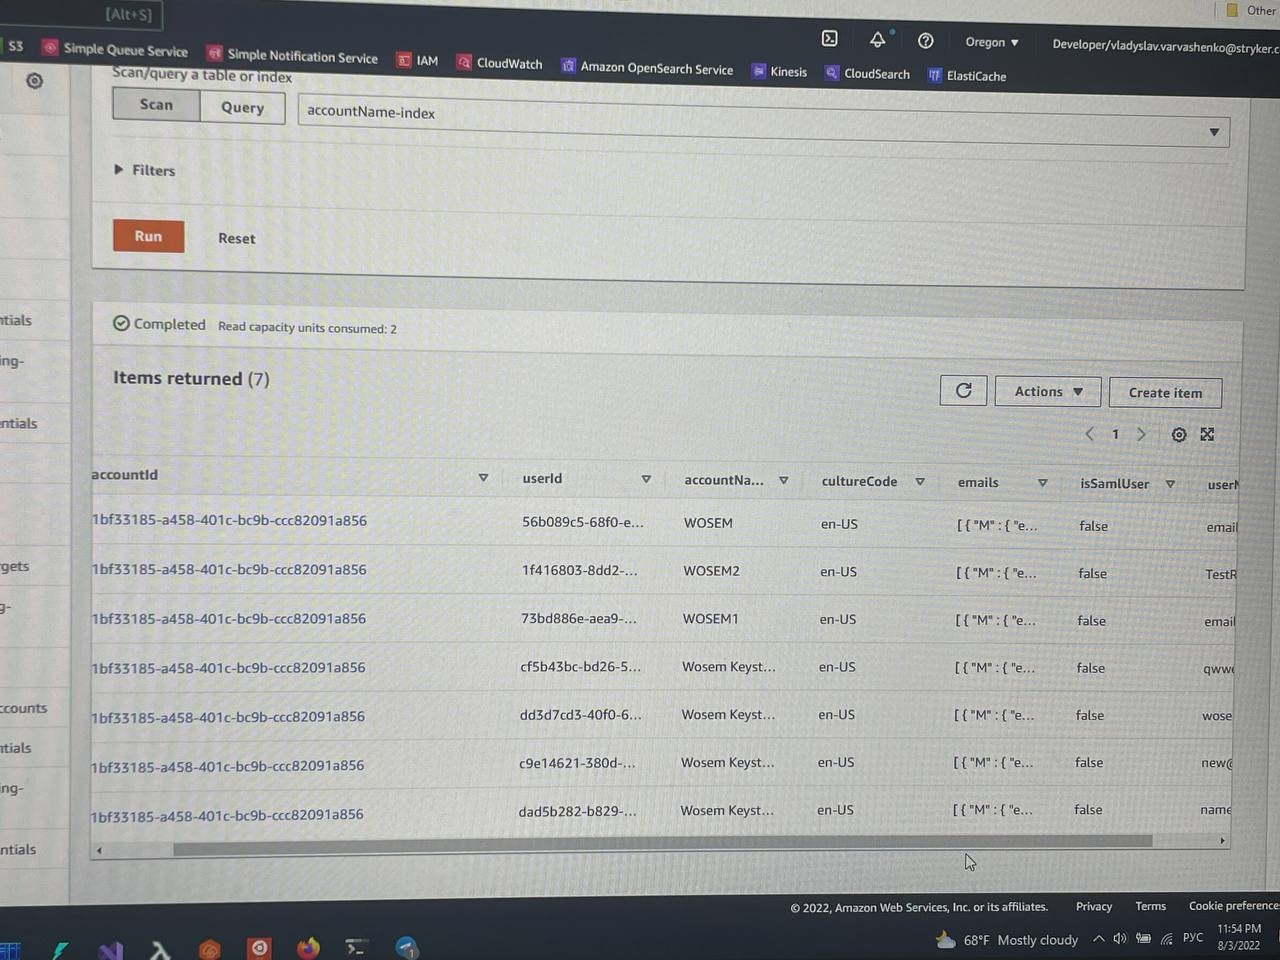 Other
[Alt+S]
S3 Simple Queue Service Simple Notification Service IAM CloudWatch Amazon OpenSearch Service Kinesis CloudSearch ElastiCache
Oregon ▼ Developer/vladyslav.varvashenko@stryker.c
Scan/query a table or index
Scan Query accountName-index
Filters
Run Reset
Completed Read capacity units consumed: 2
Items returned (7)
Actions Create item
1
accountId userId accountNa... cultureCode emails isSamlUser userN
1bf33185-a458-401c-bc9b-ccc82091a856 56b089c5-68f0-e... WOSEM en-US [ { "M" : { "e... false email
1bf33185-a458-401c-bc9b-ccc82091a856 1f416803-8dd2-... WOSEM2 en-US [ { "M" : { "e... false TestR
1bf33185-a458-401c-bc9b-ccc82091a856 73bd886e-aea9-... WOSEM1 en-US [ { "M" : { "e... false email
1bf33185-a458-401c-bc9b-ccc82091a856 cf5b43bc-bd26-5... Wosem Keyst... en-US [ { "M" : { "e... false qwwe
1bf33185-a458-401c-bc9b-ccc82091a856 dd3d7cd3-40f0-6... Wosem Keyst... en-US [ { "M" : { "e... false wose
1bf33185-a458-401c-bc9b-ccc82091a856 c9e14621-380d-... Wosem Keyst... en-US [ { "M" : { "e... false new@
1bf33185-a458-401c-bc9b-ccc82091a856 dad5b282-b829-... Wosem Keyst... en-US [ { "M" : { "e... false name
ntials
ing-
entials
gets
g-
ccounts
ntials
ing-
ntials
© 2022, Amazon Web Services, Inc. or its affiliates. Privacy Terms Cookie preference
68°F Mostly cloudy РУС 11:54 PM
8/3/2022